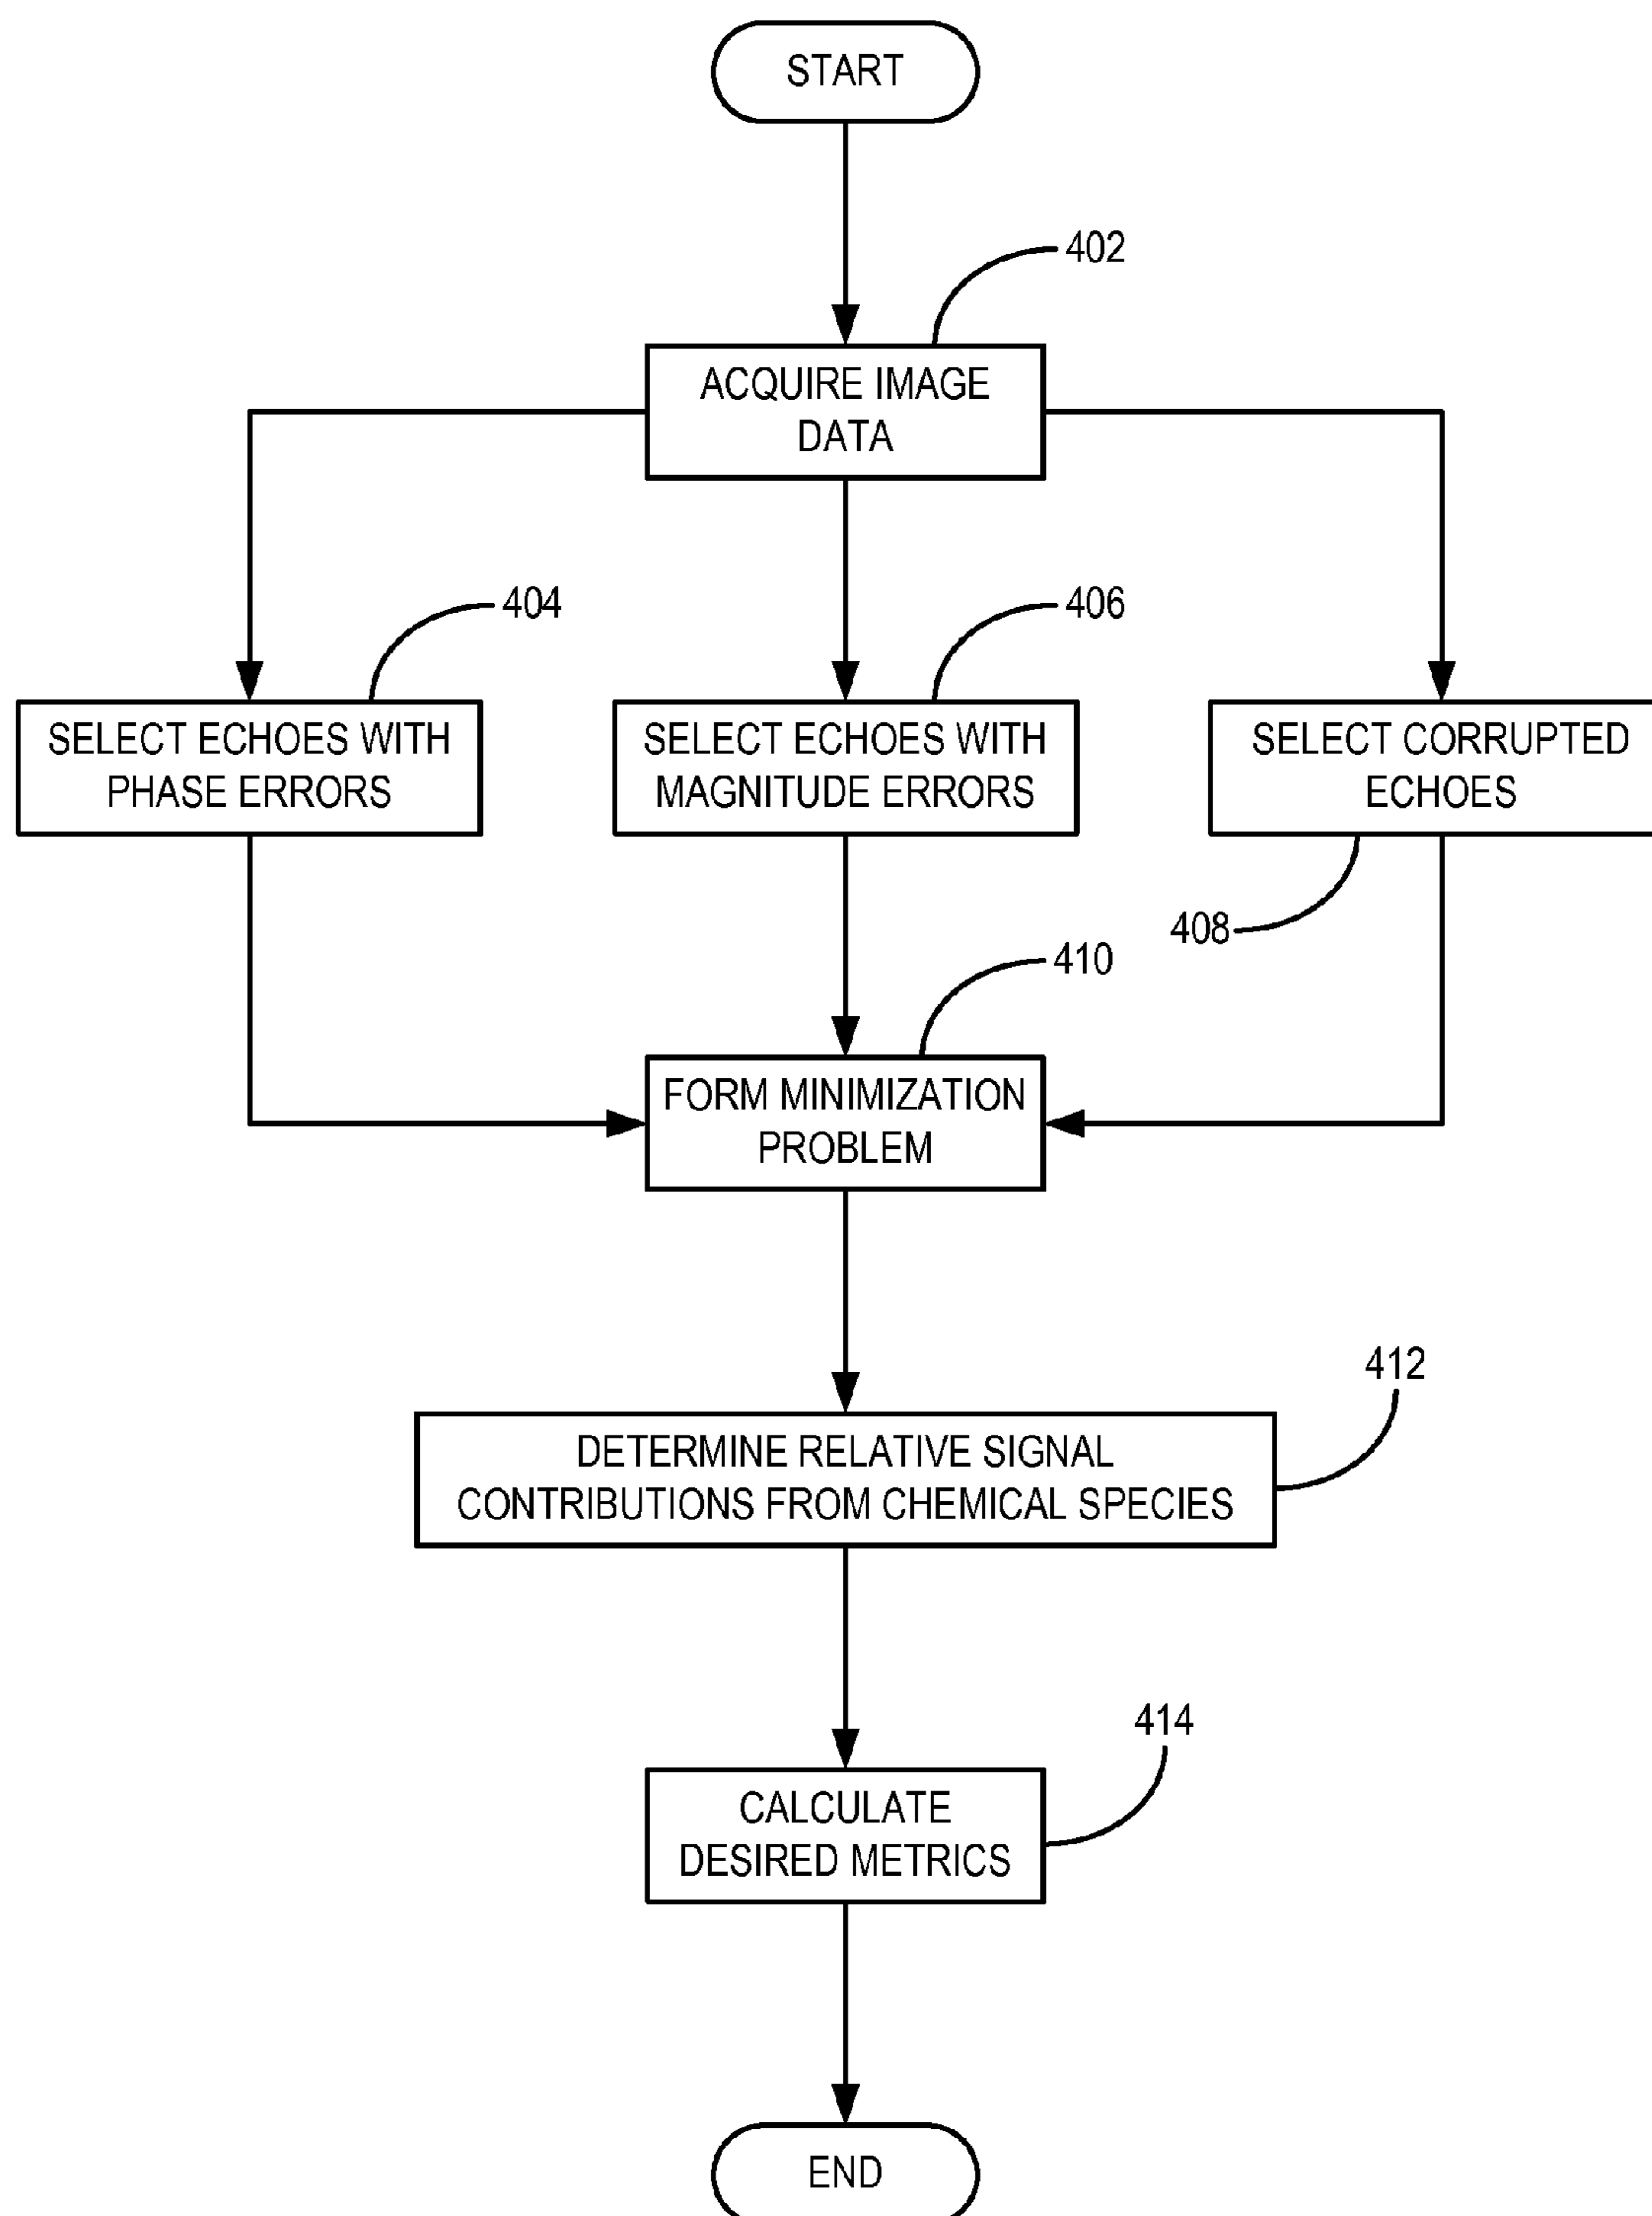 START
402
ACQUIRE IMAGE
DATA
404
406
SELECT ECHOES WITH
PHASE ERRORS
SELECT ECHOES WITH
MAGNITUDE ERRORS
SELECT CORRUPTED
ECHOES
408
410
FORM MINIMIZATION
PROBLEM
412
DETERMINE RELATIVE SIGNAL
CONTRIBUTIONS FROM CHEMICAL SPECIES
414
CALCULATE
DESIRED METRICS
END